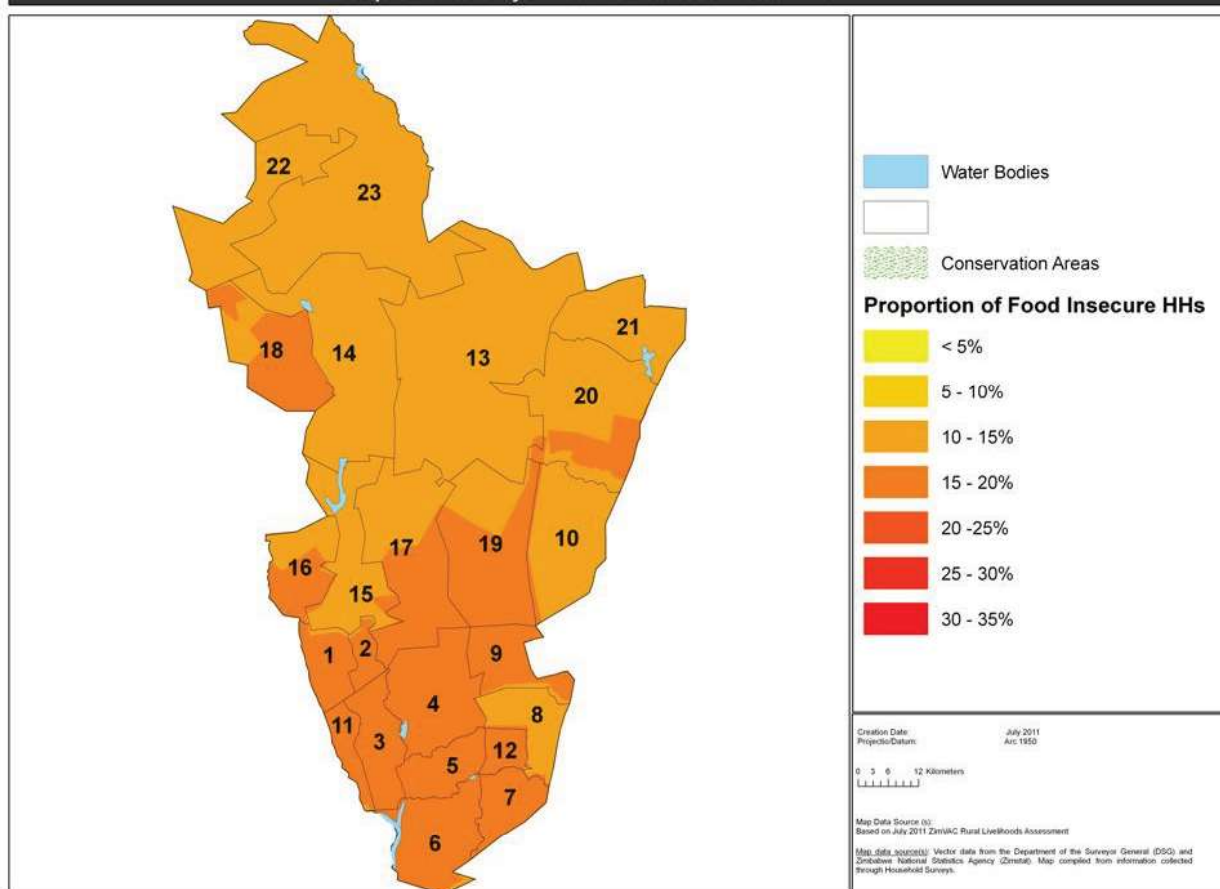 22
23
21
18
14
13
20
10
17
19
16
15
1
2
9
4
8
11
3
12
5
7
6
Water Bodies
Conservation Areas
Proportion of Food Insecure HHs
< 5%
5 - 10%
10 - 15%
15 - 20%
20 -25%
25 - 30%
30 - 35%
Creation Date: July 2011
Projectio/Datum: Arc 1950
0 3 6 12 Kilometers
Map Data Source (s):
Based on July 2011 ZimVAC Rural Livelihoods Assessment
Map data source(s): Vector data from the Department of the Surveyor General (DSG) and
Zimbabwe National Statistics Agency (Zimstat). Map compiled from information collected
through Household Surveys.